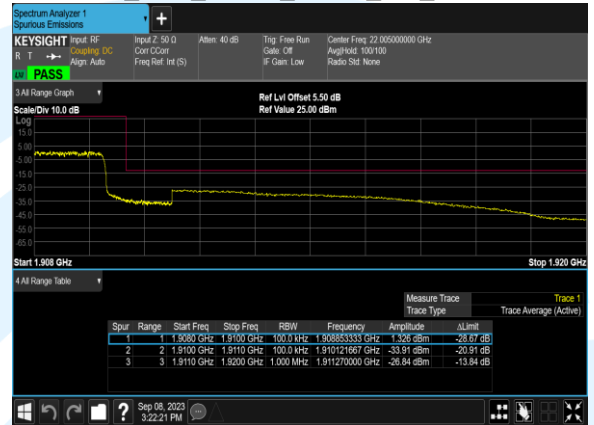 Spectrum Analyzer 1
Spurious Emissions
+
KEYSIGHT Input: RF Input Z: 50 Ω Atten: 40 dB Trig: Free Run Center Freq: 22.005000000 GHz
R T Coupling: DC Corr CCorr Gate: Off Avg|Hold: 100/100
Align: Auto Freq Ref: Int (S) IF Gain: Low Radio Std: None
PASS
3 All Range Graph
Ref Lvl Offset 5.50 dB
Scale/Div 10.0 dB Ref Value 25.00 dBm
Log
15.0
5.00
-5.00
-15.0
-25.0
-35.0
-45.0
-55.0
-65.0
Start 1.908 GHz Stop 1.920 GHz
4 All Range Table
Measure Trace Trace 1
Trace Type Trace Average (Active)
Spur Range Start Freq Stop Freq RBW Frequency Amplitude ΔLimit
1 1 1.9080 GHz 1.9100 GHz 100.0 kHz 1.908853333 GHz 1.326 dBm -28.67 dB
2 2 1.9100 GHz 1.9110 GHz 100.0 kHz 1.910121667 GHz -33.91 dBm -20.91 dB
3 3 1.9110 GHz 1.9200 GHz 1.000 MHz 1.911270000 GHz -26.84 dBm -13.84 dB
? Sep 08, 2023
3:22:21 PM